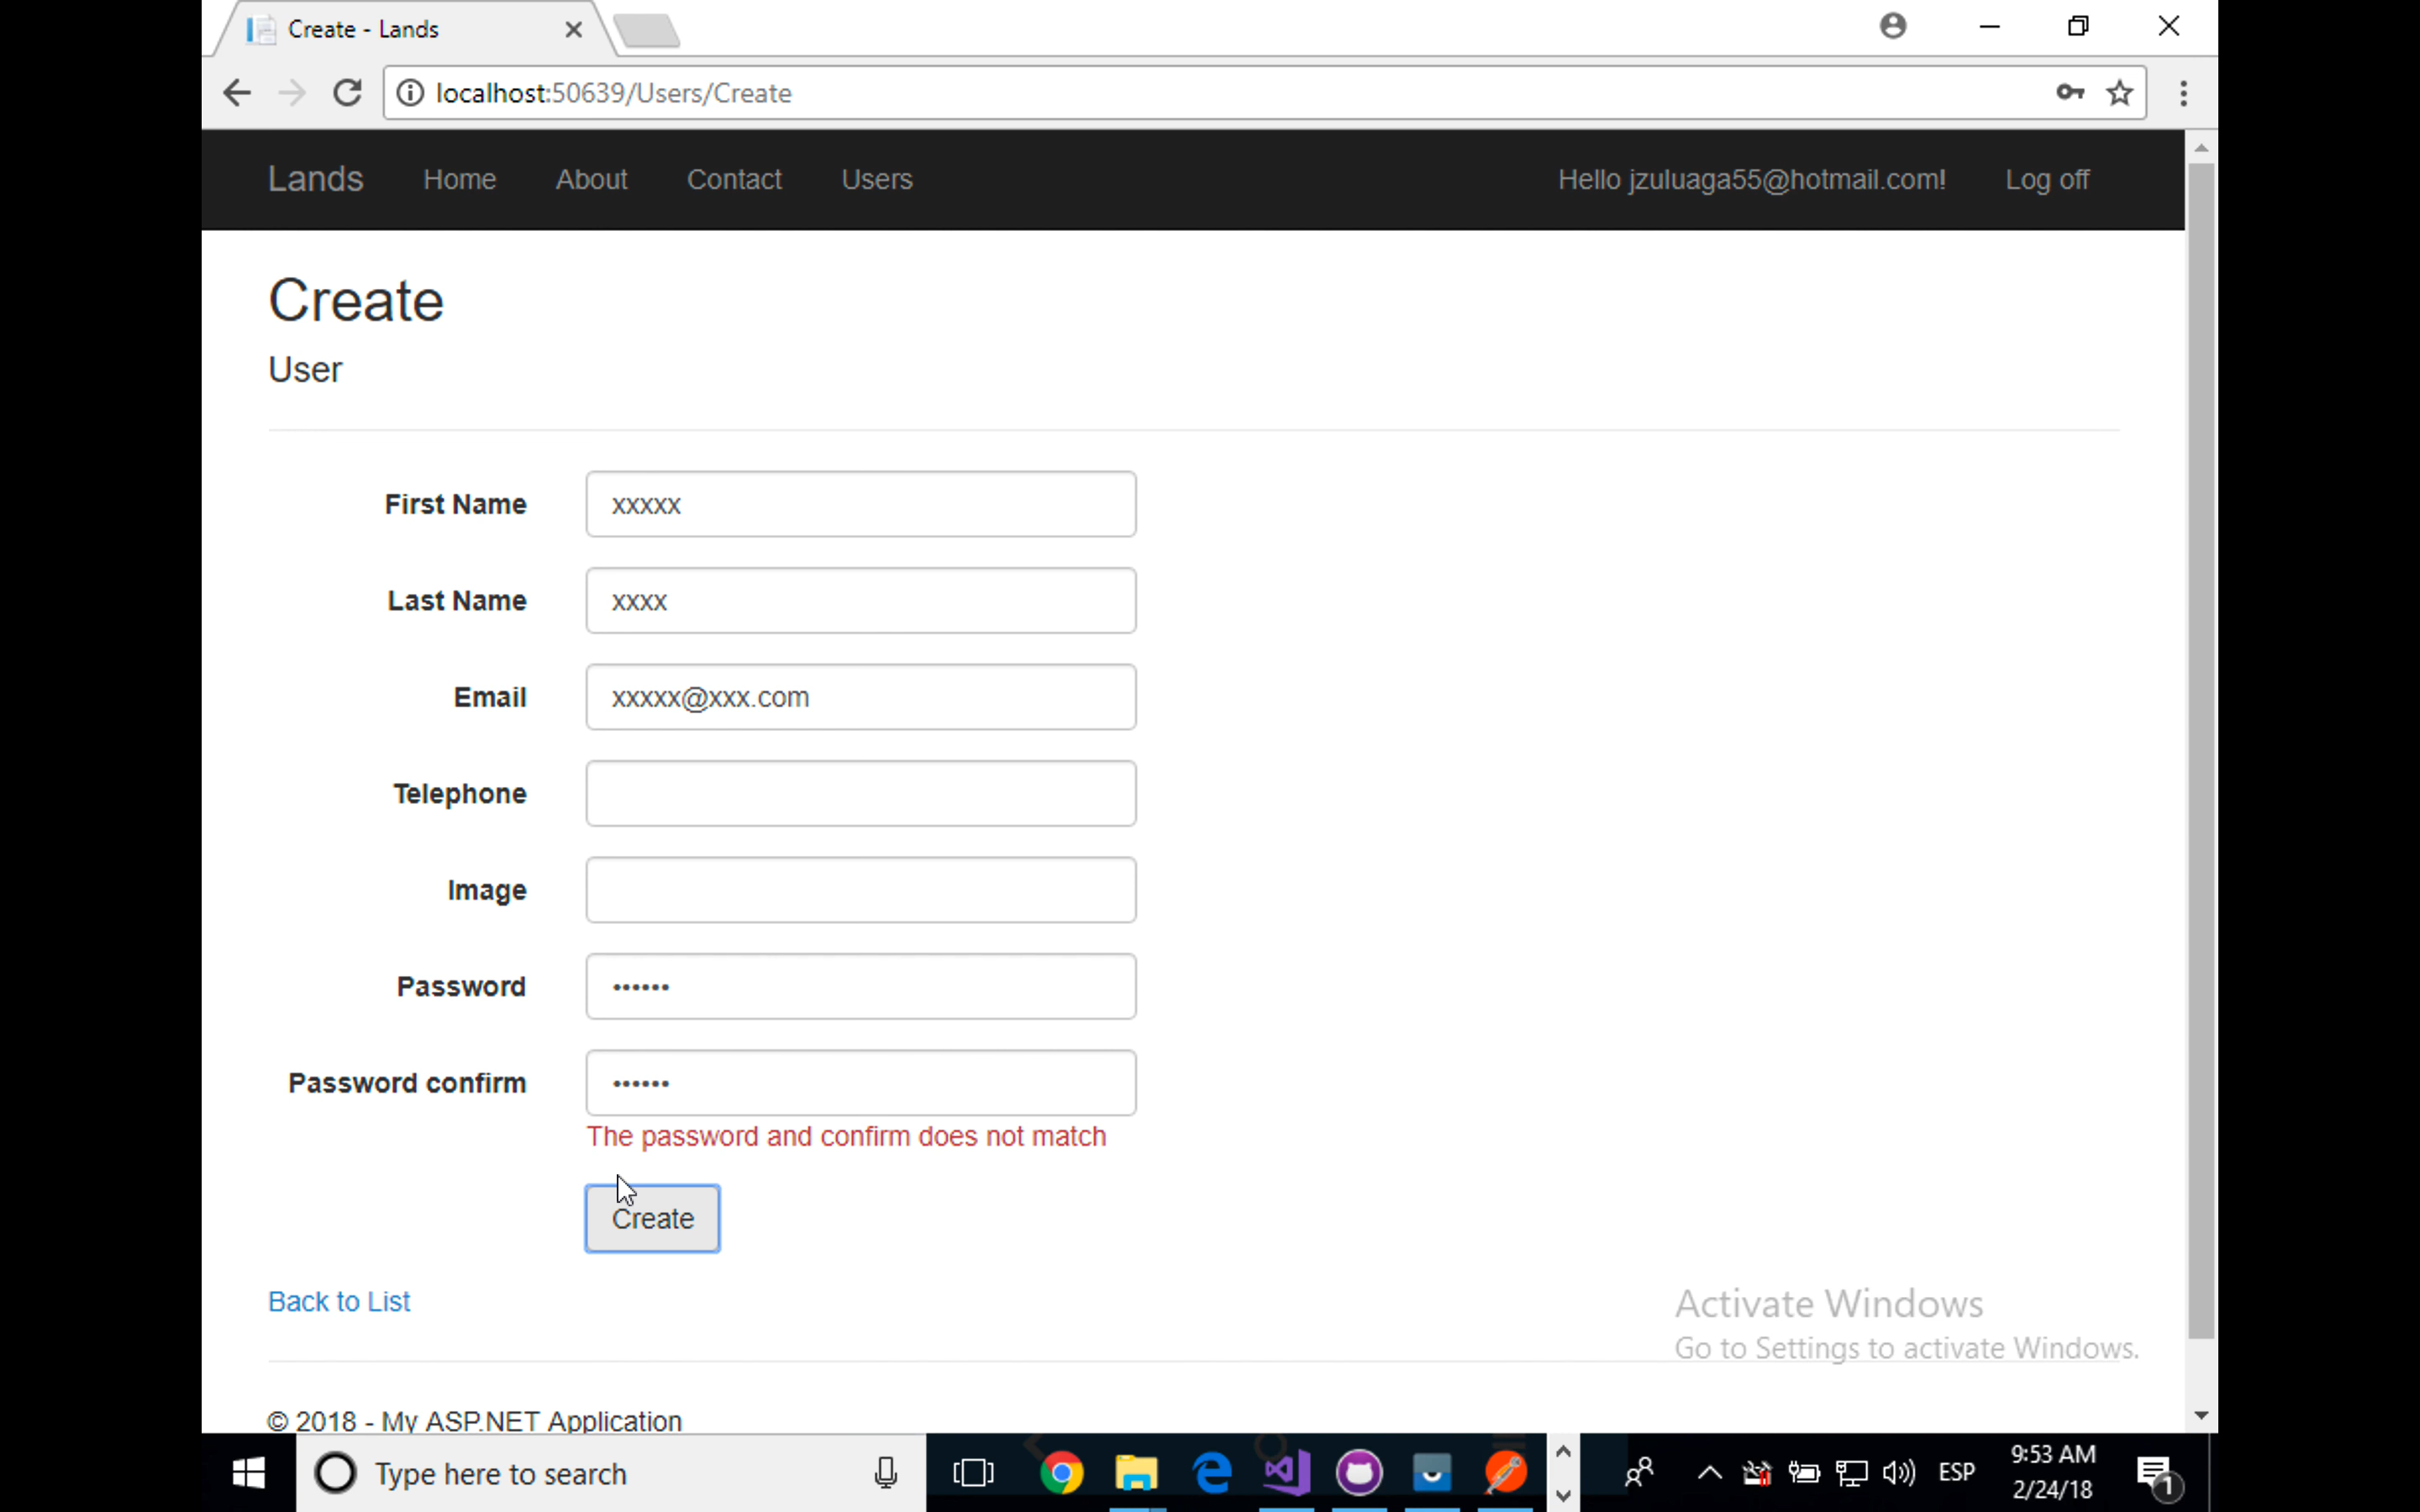 Create - Lands
localhost:50639/Users/Create
Lands Home About Contact Users Hello jzuluaga55@hotmail.com! Log off
Create
User
First Name xxxxx
Last Name xxxx
Email xxxxx@xxx.com
Telephone
Image
Password ••••••
Password confirm ••••••
The password and confirm does not match
Create
Back to List
Activate Windows
Go to Settings to activate Windows.
© 2018 - My ASP.NET Application
Type here to search
ESP
9:53 AM
2/24/18
1